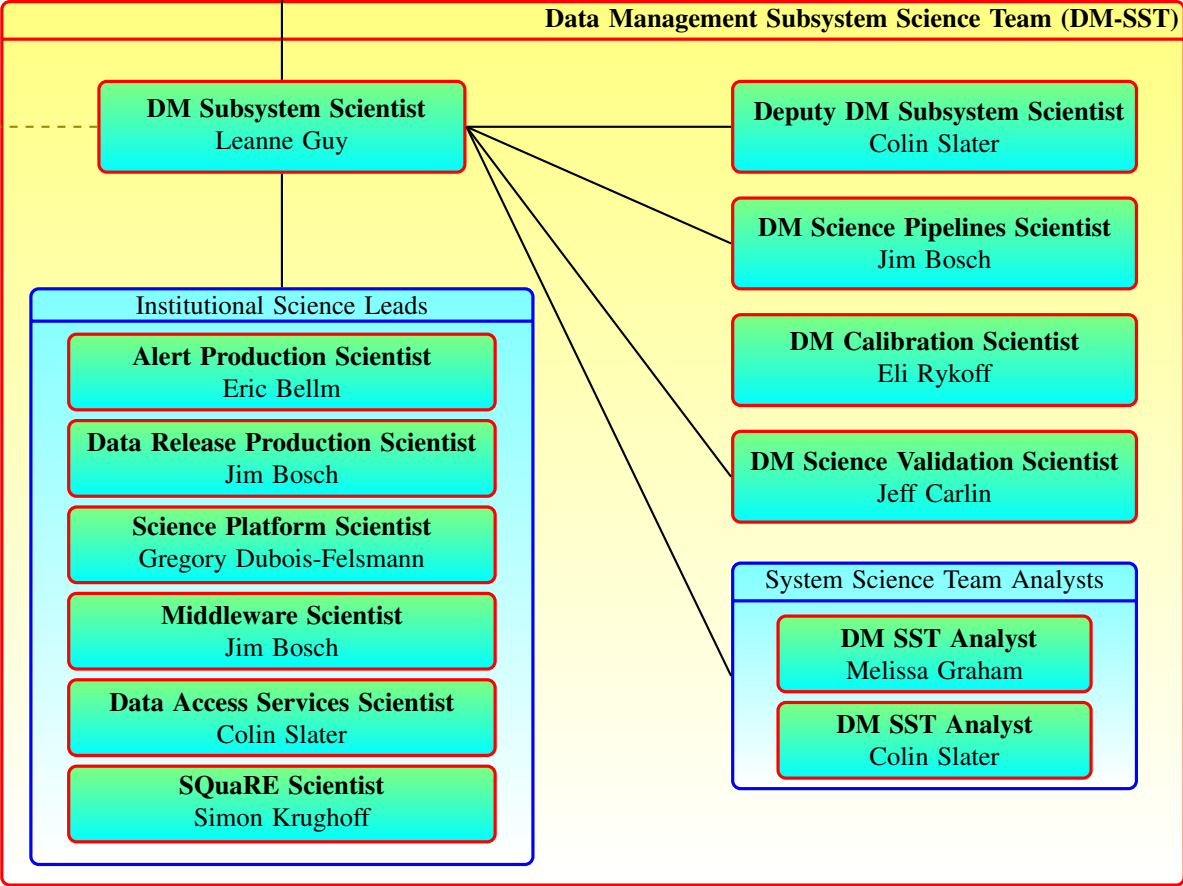 Data Management Subsystem Science Team (DM-SST)
DM Subsystem Scientist
Leanne Guy
Deputy DM Subsystem Scientist
Colin Slater
DM Science Pipelines Scientist
Jim Bosch
DM Calibration Scientist
Eli Rykoff
DM Science Validation Scientist
Jeff Carlin
Institutional Science Leads
Alert Production Scientist
Eric Bellm
Data Release Production Scientist
Jim Bosch
Science Platform Scientist
Gregory Dubois-Felsmann
Middleware Scientist
Jim Bosch
Data Access Services Scientist
Colin Slater
SQuaRE Scientist
Simon Krughoff
System Science Team Analysts
DM SST Analyst
Melissa Graham
DM SST Analyst
Colin Slater